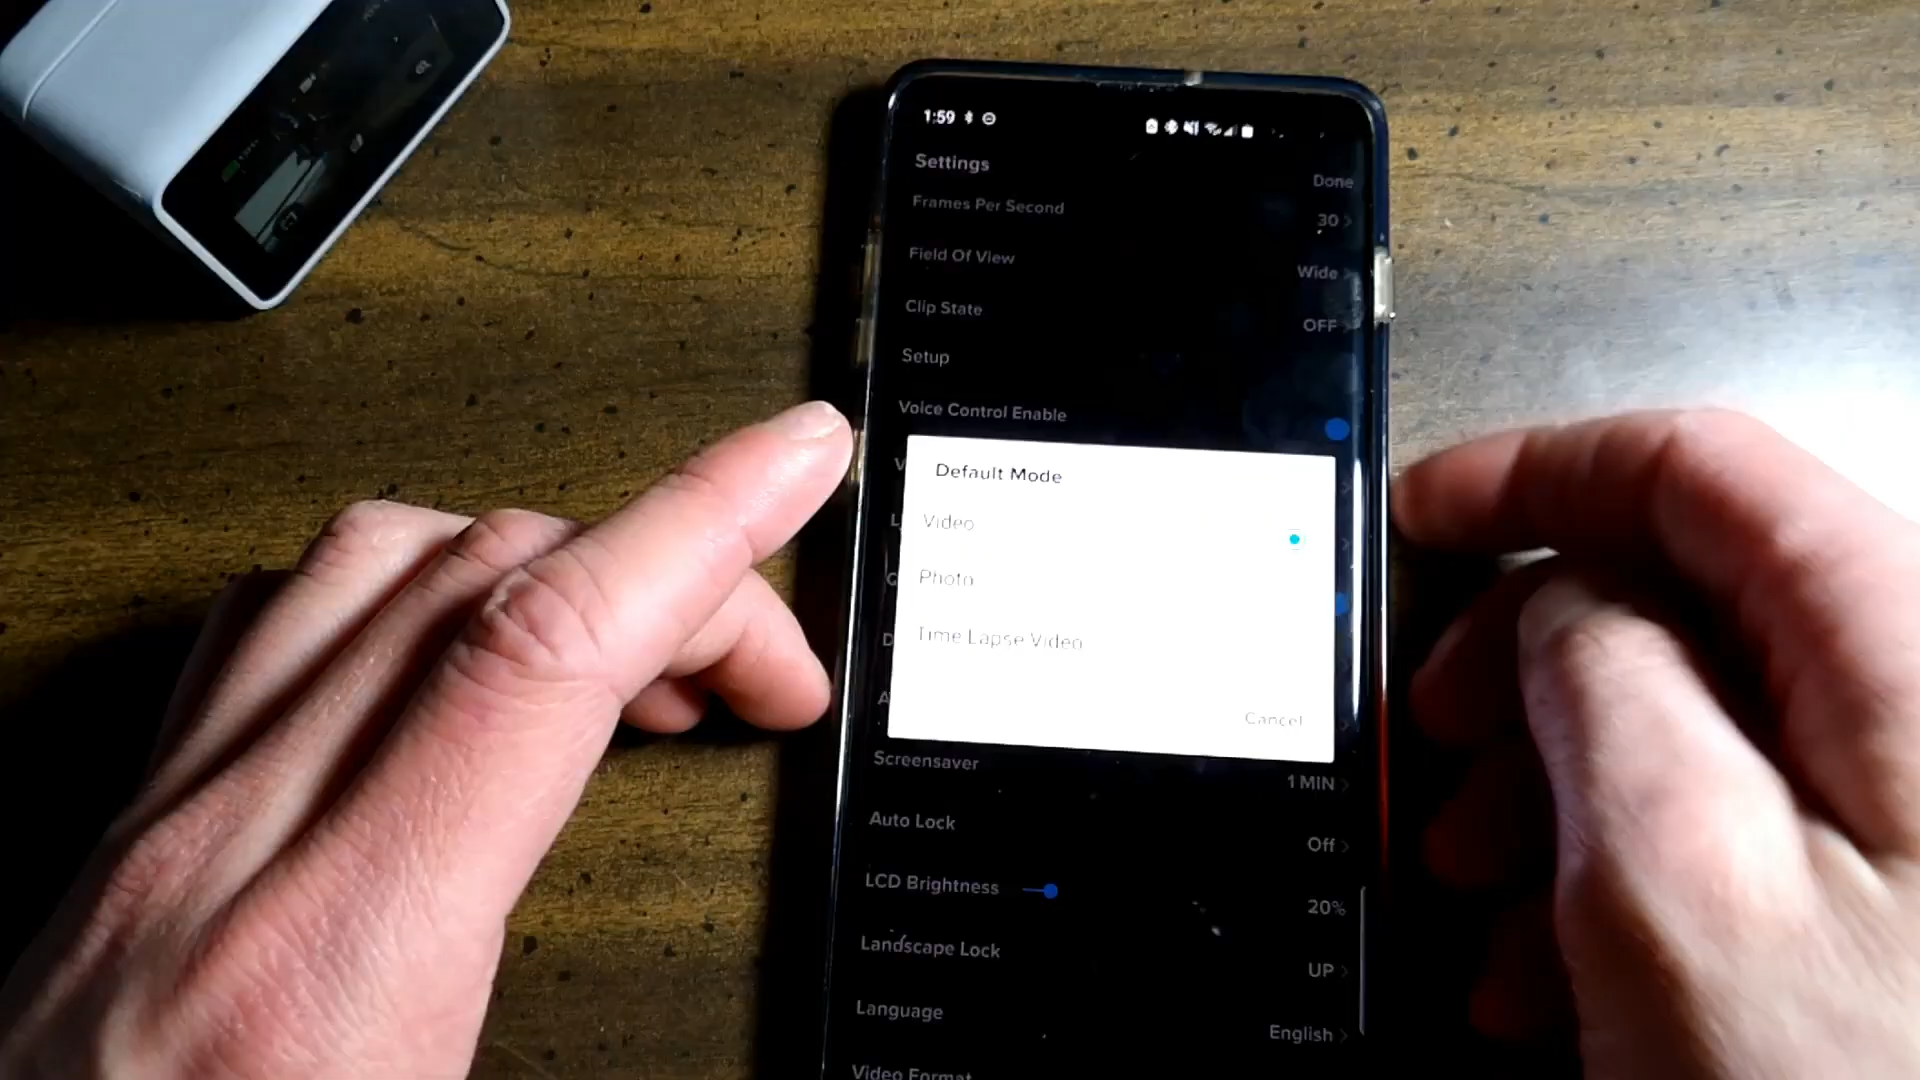 1:59
Settings
Done
Frames Per Second
30 >
Field Of View
Wide >
Clip State
OFF >
Setup
Voice Control Enable
Default Mode
Video
Photo
Time Lapse Video
Cancel
Screensaver
1 MIN >
Auto Lock
Off >
LCD Brightness
20%
Landscape Lock
UP >
Language
English >
Video Format